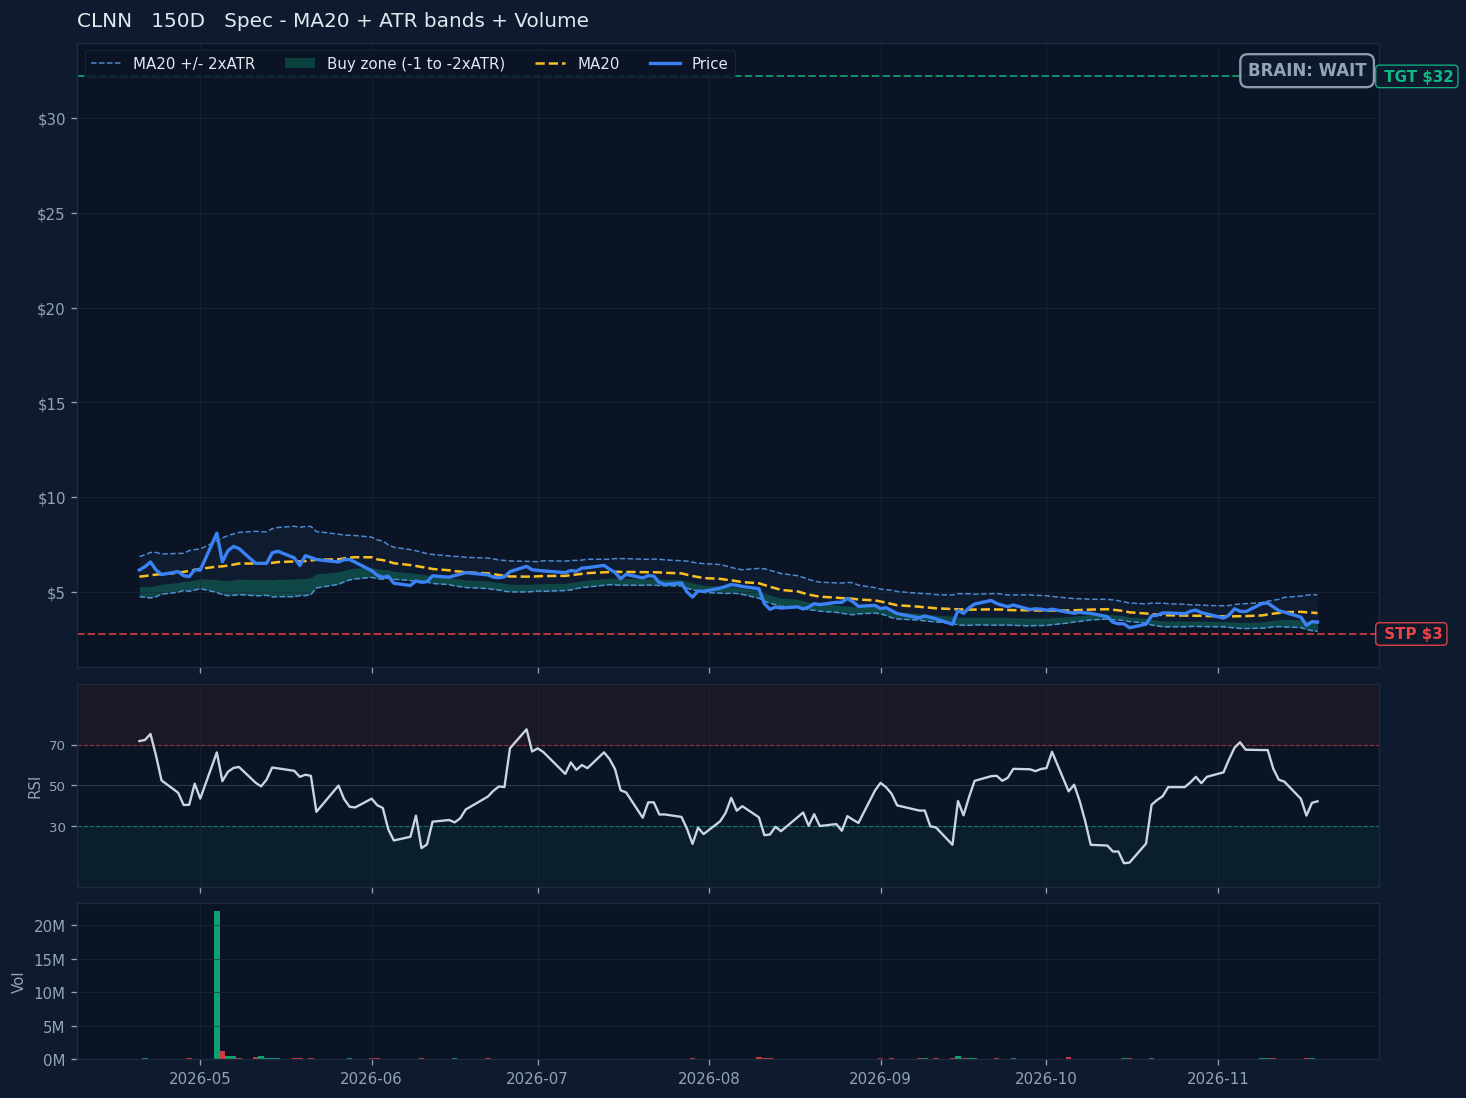 CLNN   150D   Spec - MA20 + ATR bands + Volume
MA20 +/- 2xATR
Buy zone (-1 to -2xATR)
MA20
Price
BRAIN: WAIT
TGT $32
$30
$25
$20
$15
$10
$5
STP $3
RSI
70
50
30
Vol
20M
15M
10M
5M
0M
2026-05
2026-06
2026-07
2026-08
2026-09
2026-10
2026-11